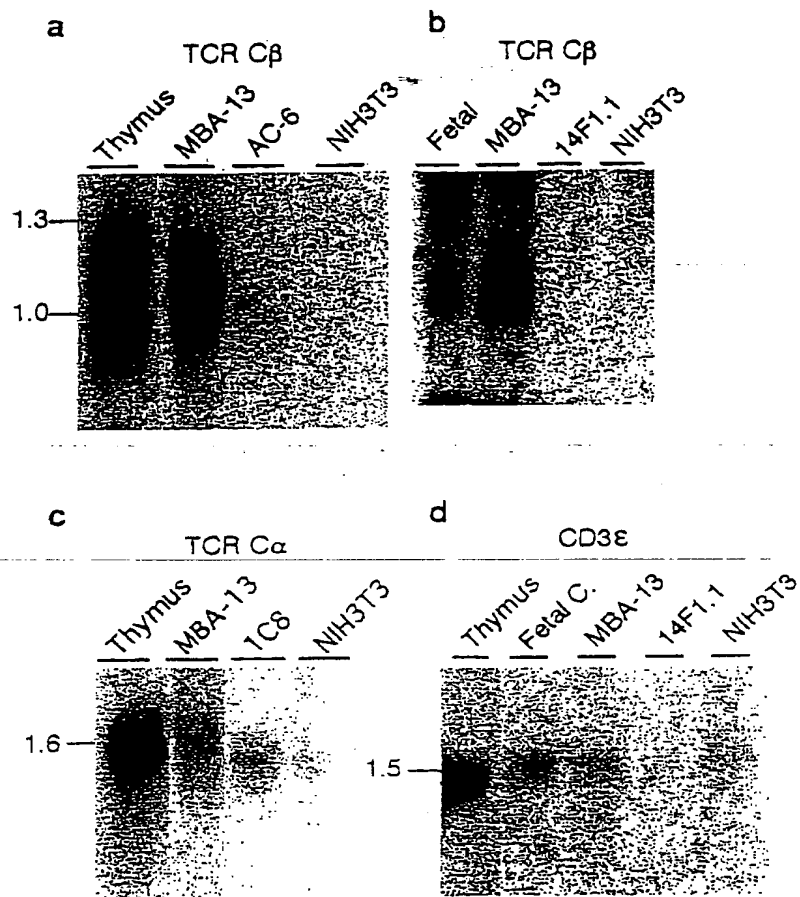 a
TCR Cβ
Thymus
MBA-13
AC-6
NIH3T3
1.3
1.0
b
TCR Cβ
Fetal
MBA-13
14F1.1
NIH3T3
c
TCR Cα
Thymus
MBA-13
1C8
NIH3T3
1.6
d
CD3ε
Thymus
Fetal C.
MBA-13
14F1.1
NIH3T3
1.5